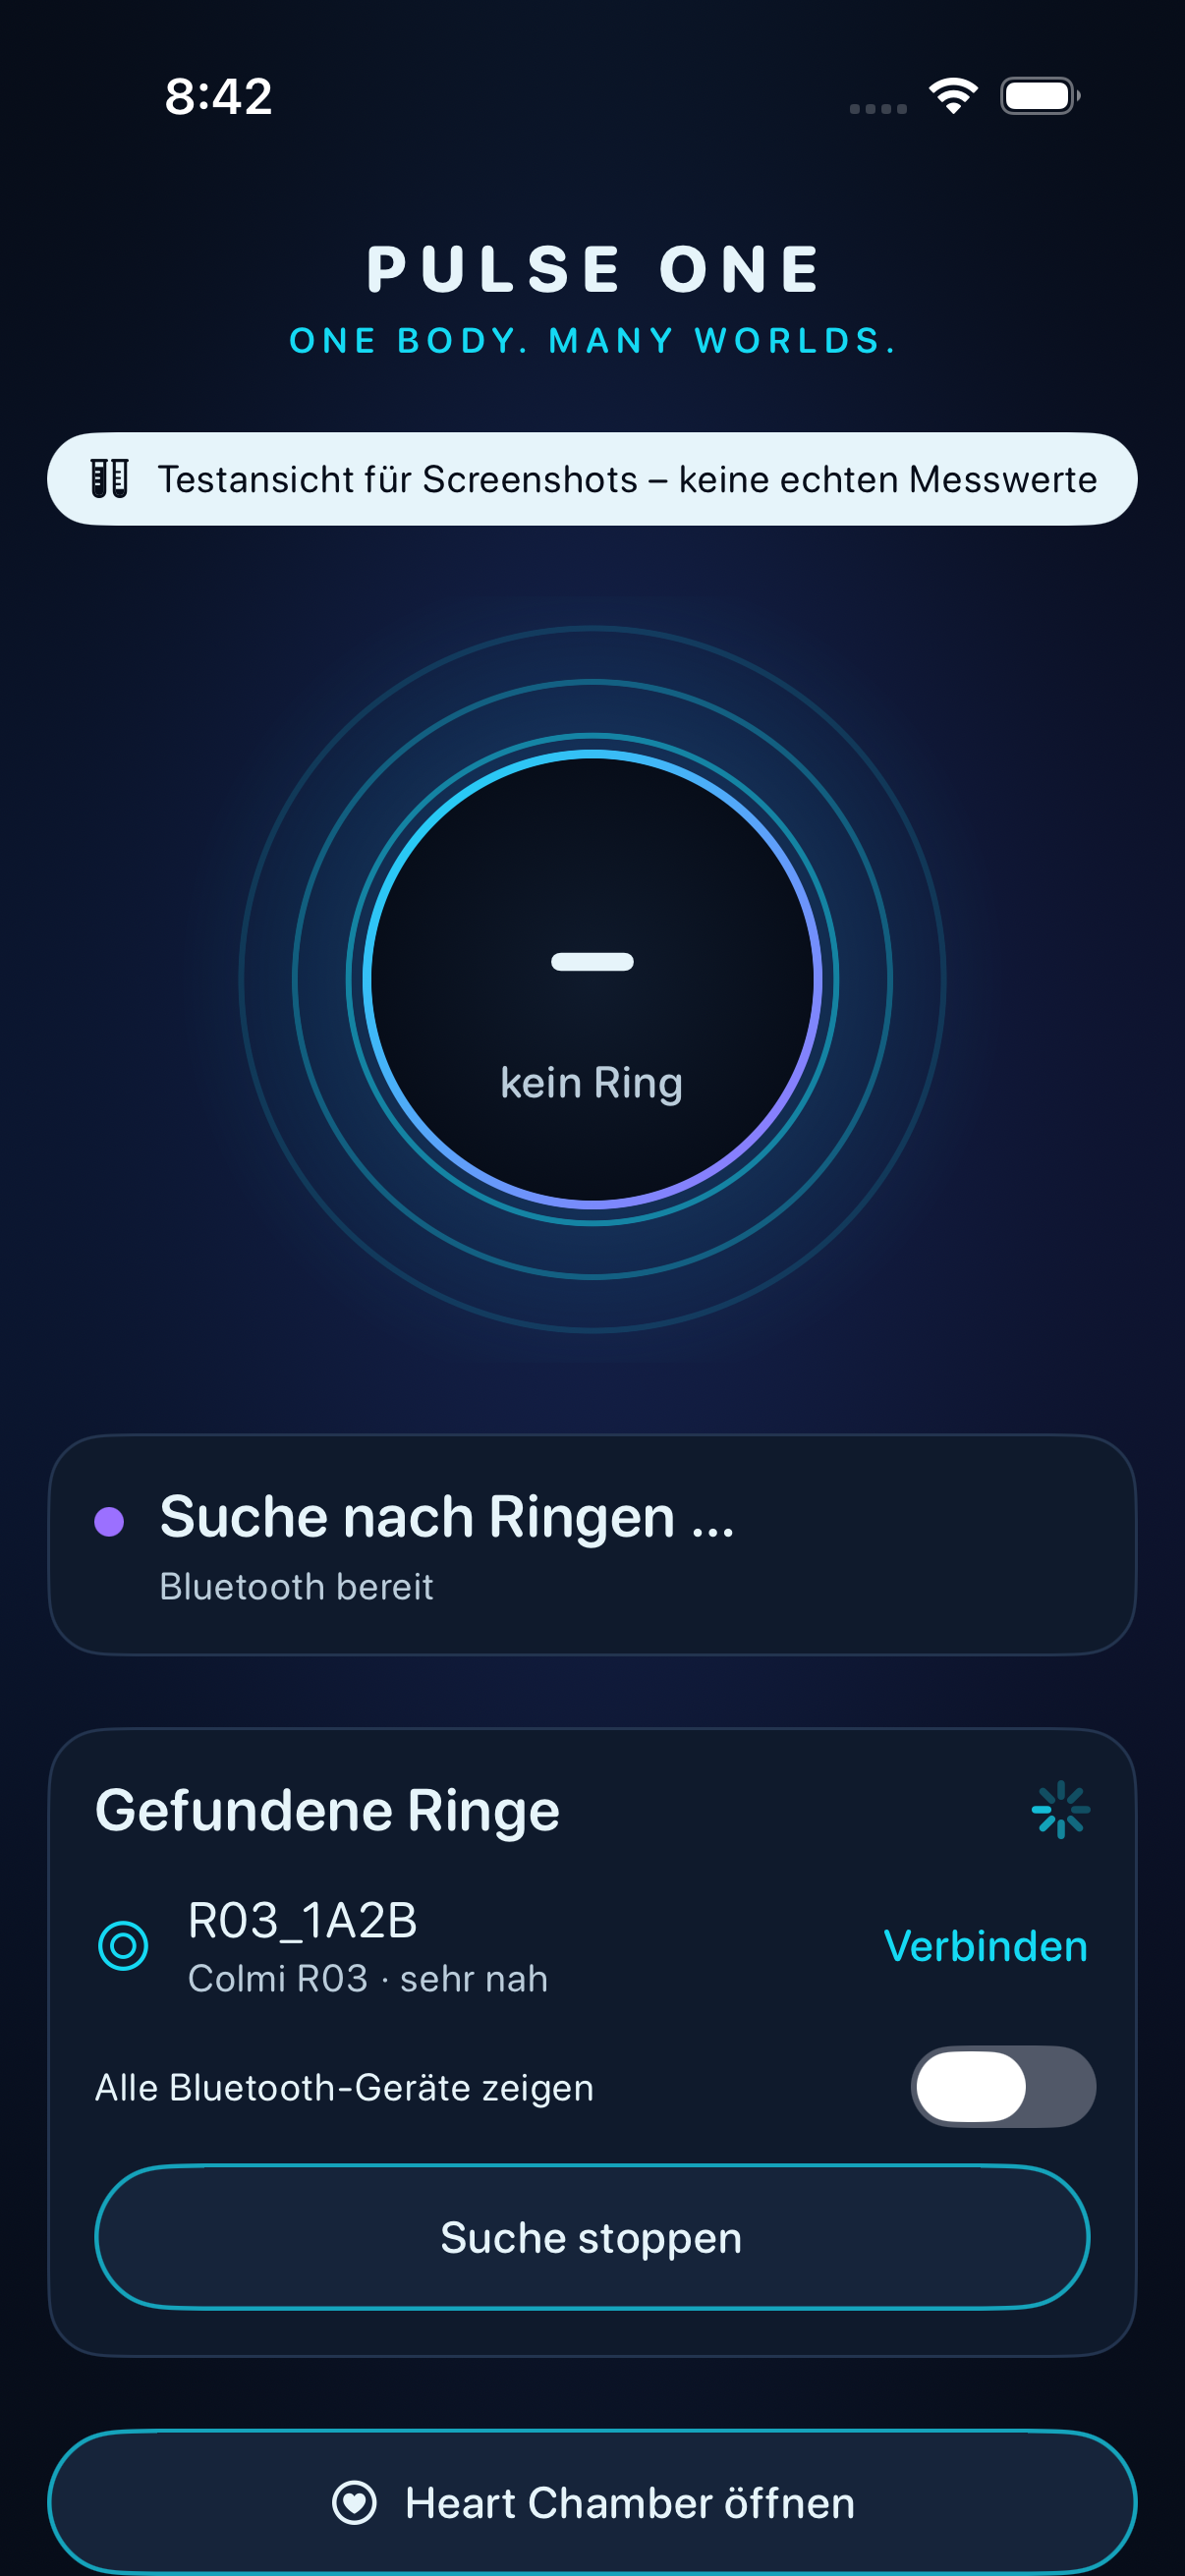 8:42
PULSE ONE
ONE BODY. MANY WORLDS.
Testansicht für Screenshots – keine echten Messwerte
–
kein Ring
Suche nach Ringen ...
Bluetooth bereit
Gefundene Ringe
R03_1A2B
Verbinden
Colmi R03 · sehr nah
Alle Bluetooth-Geräte zeigen
Suche stoppen
Heart Chamber öffnen